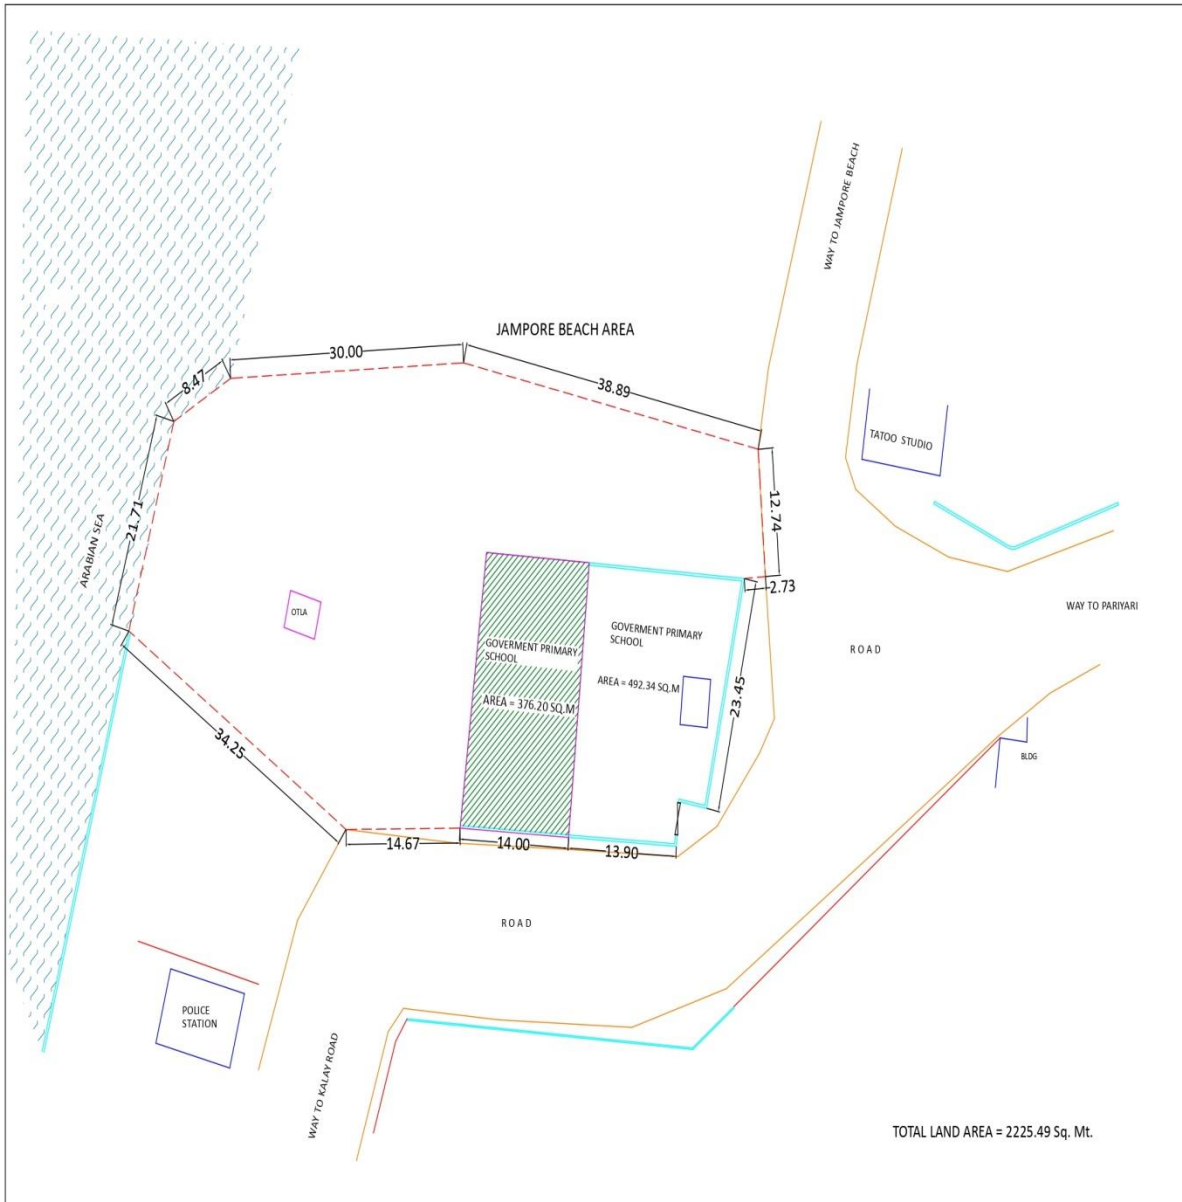 WAY TO JAMPORE BEACH
JAMPORE BEACH AREA
30.00
38.89
8.47
TATOO STUDIO
21.71
12.74
ARABIAN SEA
2.73
WAY TO PARIYARI
OTLA
GOVERMENT PRIMARY
SCHOOL
AREA = 492.34 SQ.M
GOVERMENT PRIMARY
SCHOOL
AREA = 376.20 SQ.M
ROAD
23.45
34.25
BLDG
14.67
14.00
13.90
ROAD
POLICE
STATION
WAY TO KALAY ROAD
TOTAL LAND AREA = 2225.49 Sq. Mt.